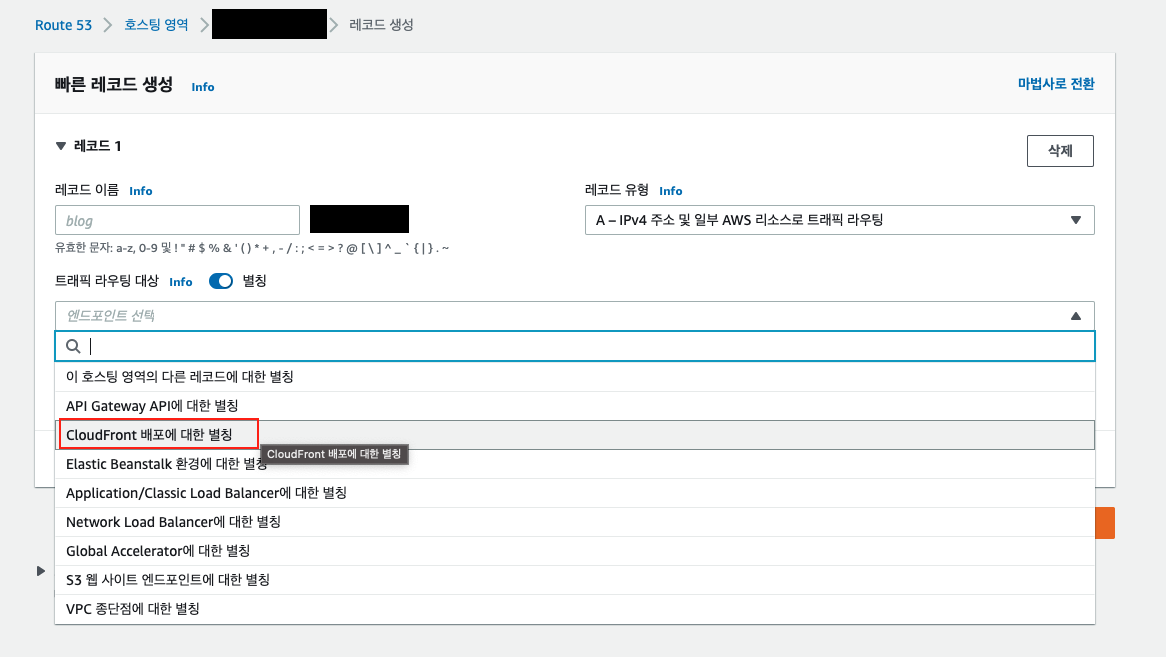 Route 53 호스팅 영역 레코드 생성
빠른 레코드 생성 Info 마법사로 전환
레코드 1 삭제
레코드 이름 Info 레코드 유형 Info
blog A – IPv4 주소 및 일부 AWS 리소스로 트래픽 라우팅
유효한 문자: a-z, 0-9 및 ! " # $ % & ' ( ) * + , - / : ; < = > ? @ [ \ ] ^ _ ` { | } . ~
트래픽 라우팅 대상 Info 별칭
엔드포인트 선택
이 호스팅 영역의 다른 레코드에 대한 별칭
API Gateway API에 대한 별칭
CloudFront 배포에 대한 별칭
CloudFront 배포에 대한 별칭
Elastic Beanstalk 환경에 대한 별칭
Application/Classic Load Balancer에 대한 별칭
Network Load Balancer에 대한 별칭
Global Accelerator에 대한 별칭
S3 웹 사이트 엔드포인트에 대한 별칭
VPC 종단점에 대한 별칭